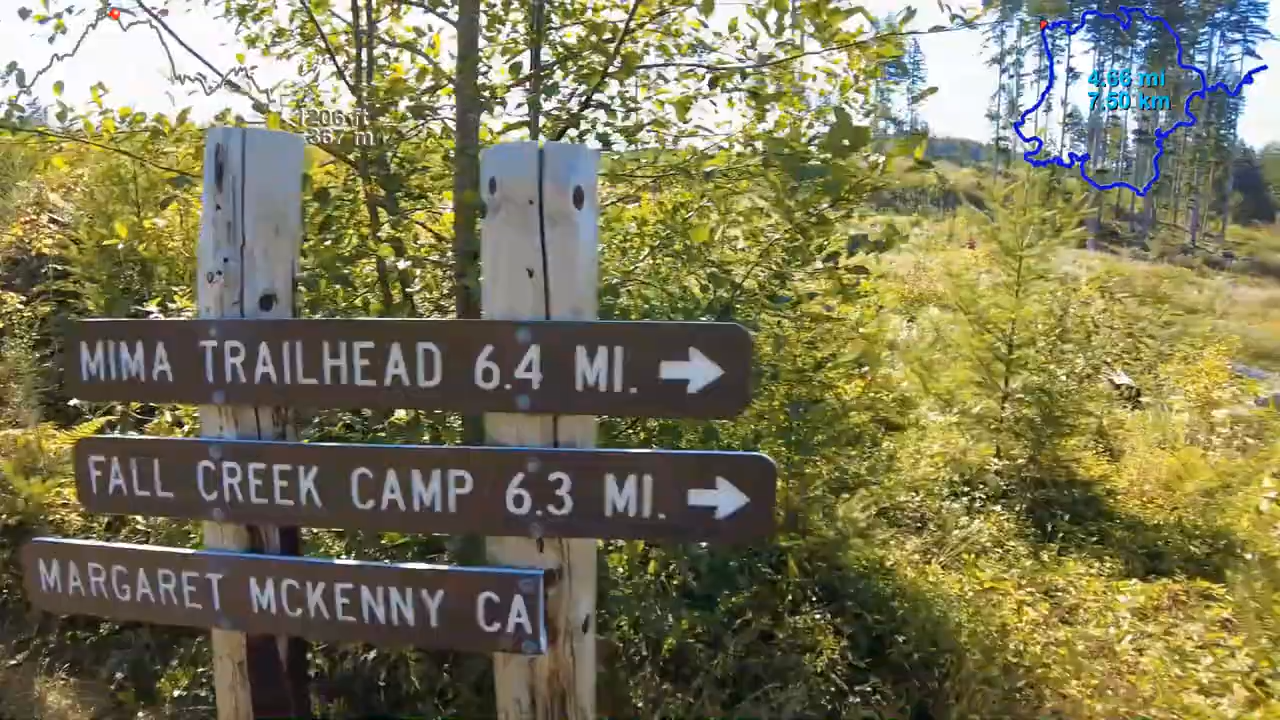 4.66 mi
7.50 km
1206 ft
367 m
MIMA TRAILHEAD 6.4 MI.
FALL CREEK CAMP 6.3 MI.
MARGARET MCKENNY CA